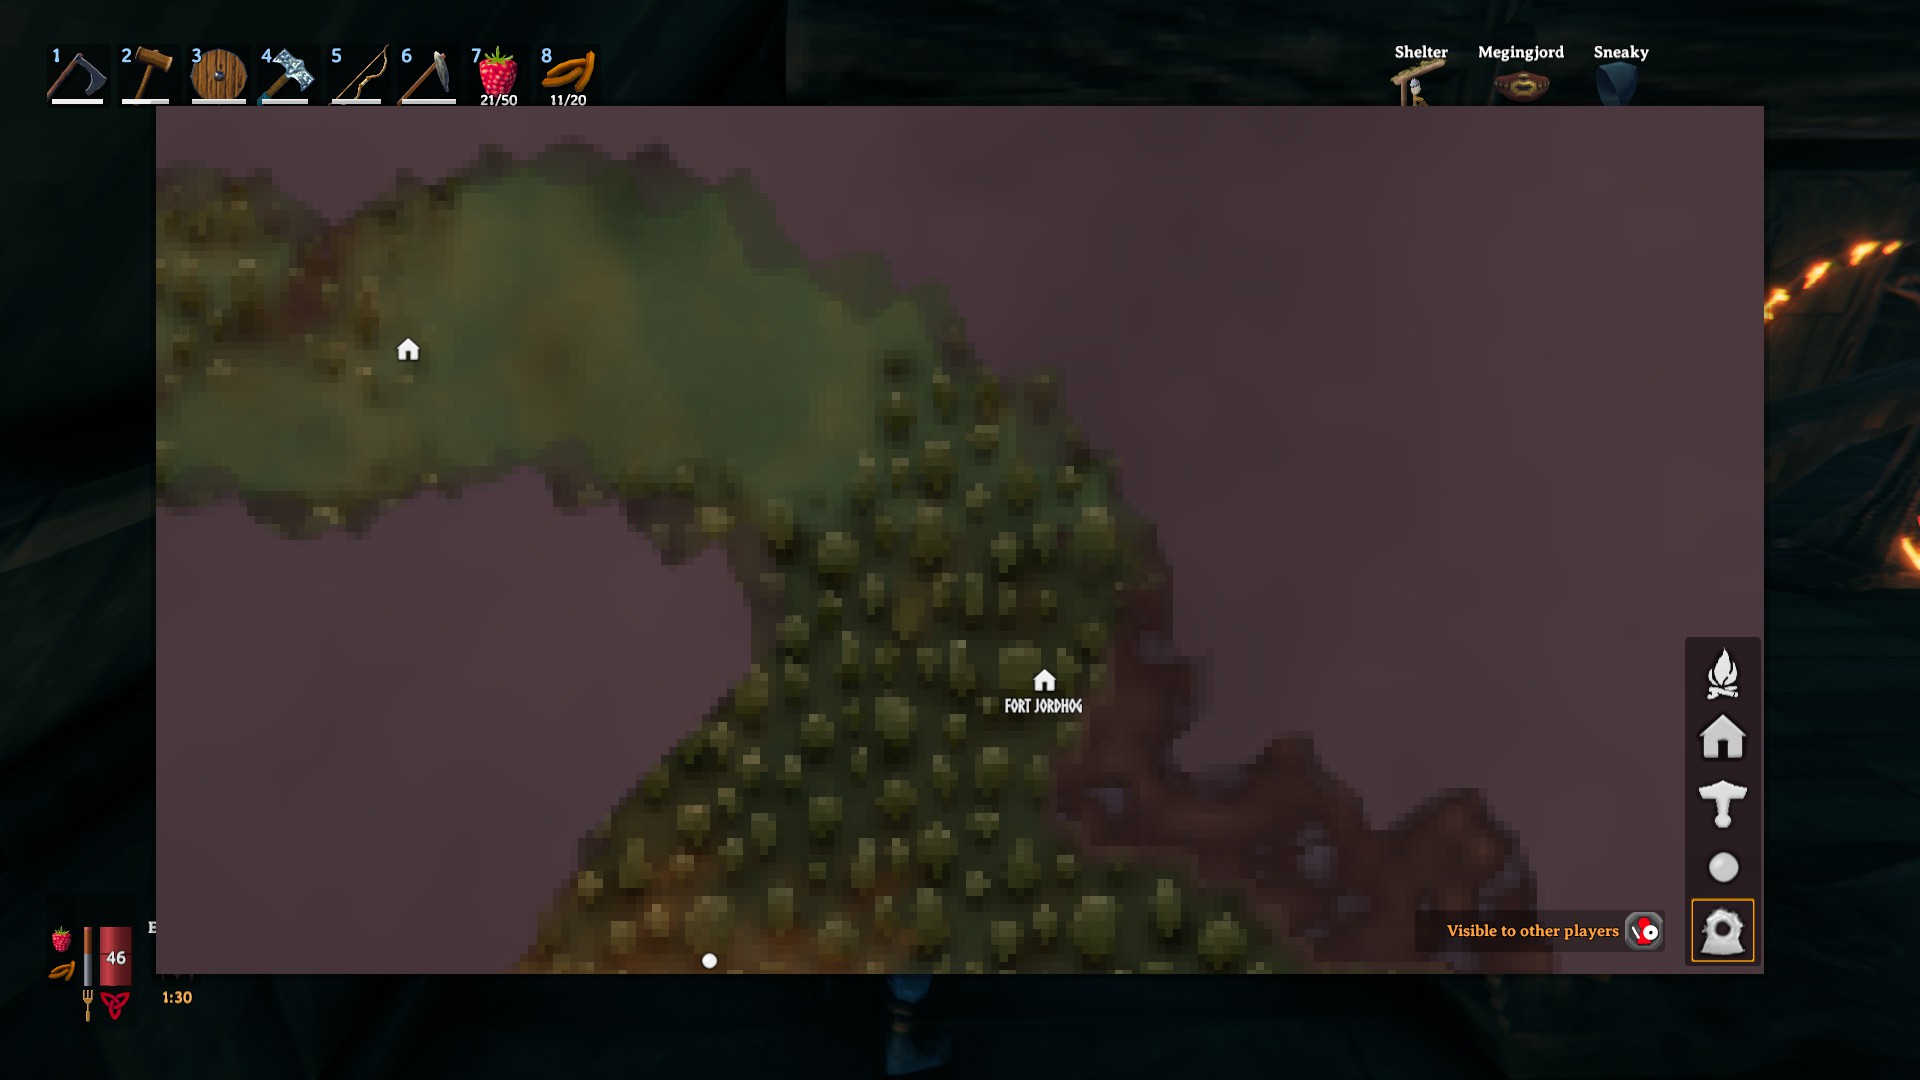 1 2 3 4 5 6 7 8
21/50 11/20
Shelter Megingjord Sneaky
FORT JORDHOG
Visible to other players
E
46
1:30